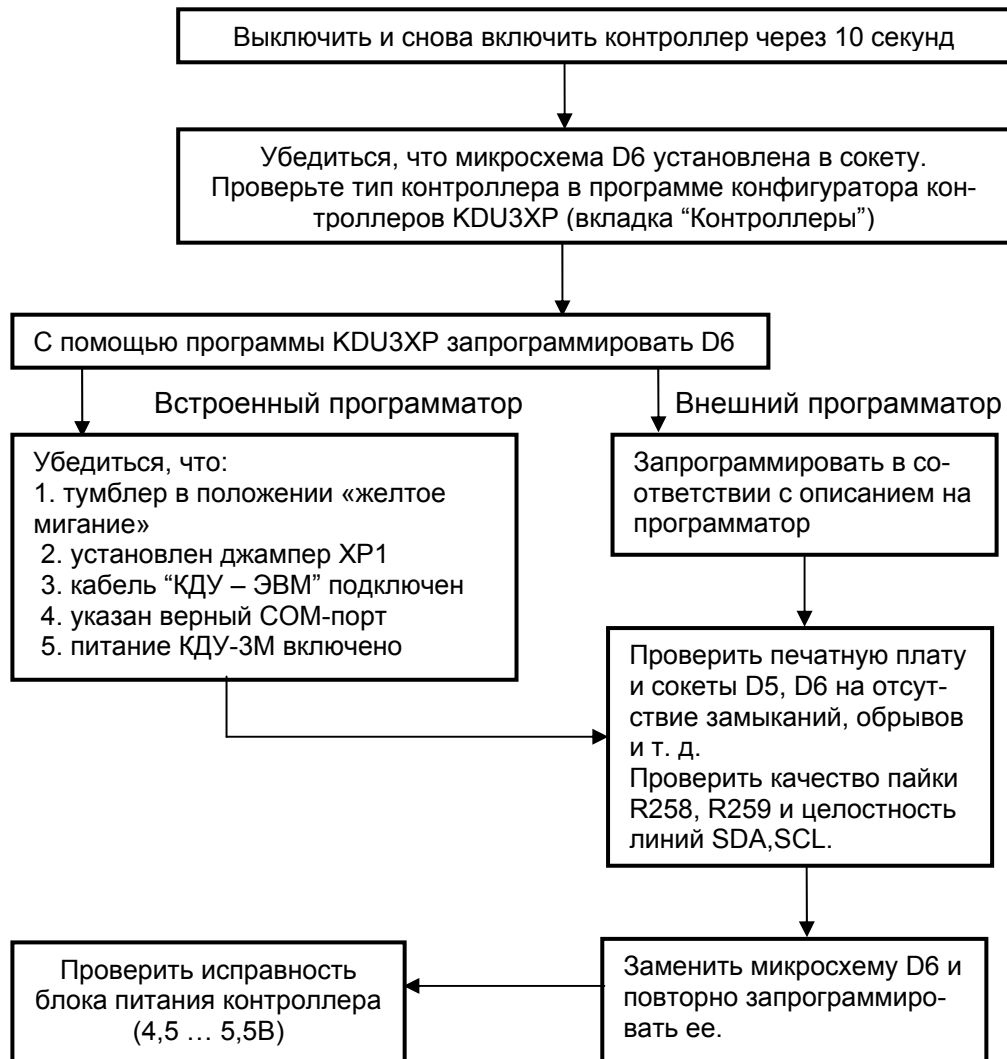 Выключить и снова включить контроллер через 10 секунд
Убедиться, что микросхема D6 установлена в сокету.
Проверьте тип контроллера в программе конфигуратора кон-
троллеров KDU3XP (вкладка “Контроллеры”)
С помощью программы KDU3XP запрограммировать D6
Встроенный программатор
Внешний программатор
Убедиться, что:
1. тумблер в положении «желтое
мигание»
2. установлен джампер XP1
3. кабель “КДУ – ЭВМ” подключен
4. указан верный COM-порт
5. питание КДУ-3М включено
Запрограммировать в со-
ответствии с описанием на
программатор
Проверить печатную плату
и сокеты D5, D6 на отсут-
ствие замыканий, обрывов
и т. д.
Проверить качество пайки
R258, R259 и целостность
линий SDA,SCL.
Заменить микросхему D6 и
повторно запрограммиро-
вать ее.
Проверить исправность
блока питания контроллера
(4,5 … 5,5В)